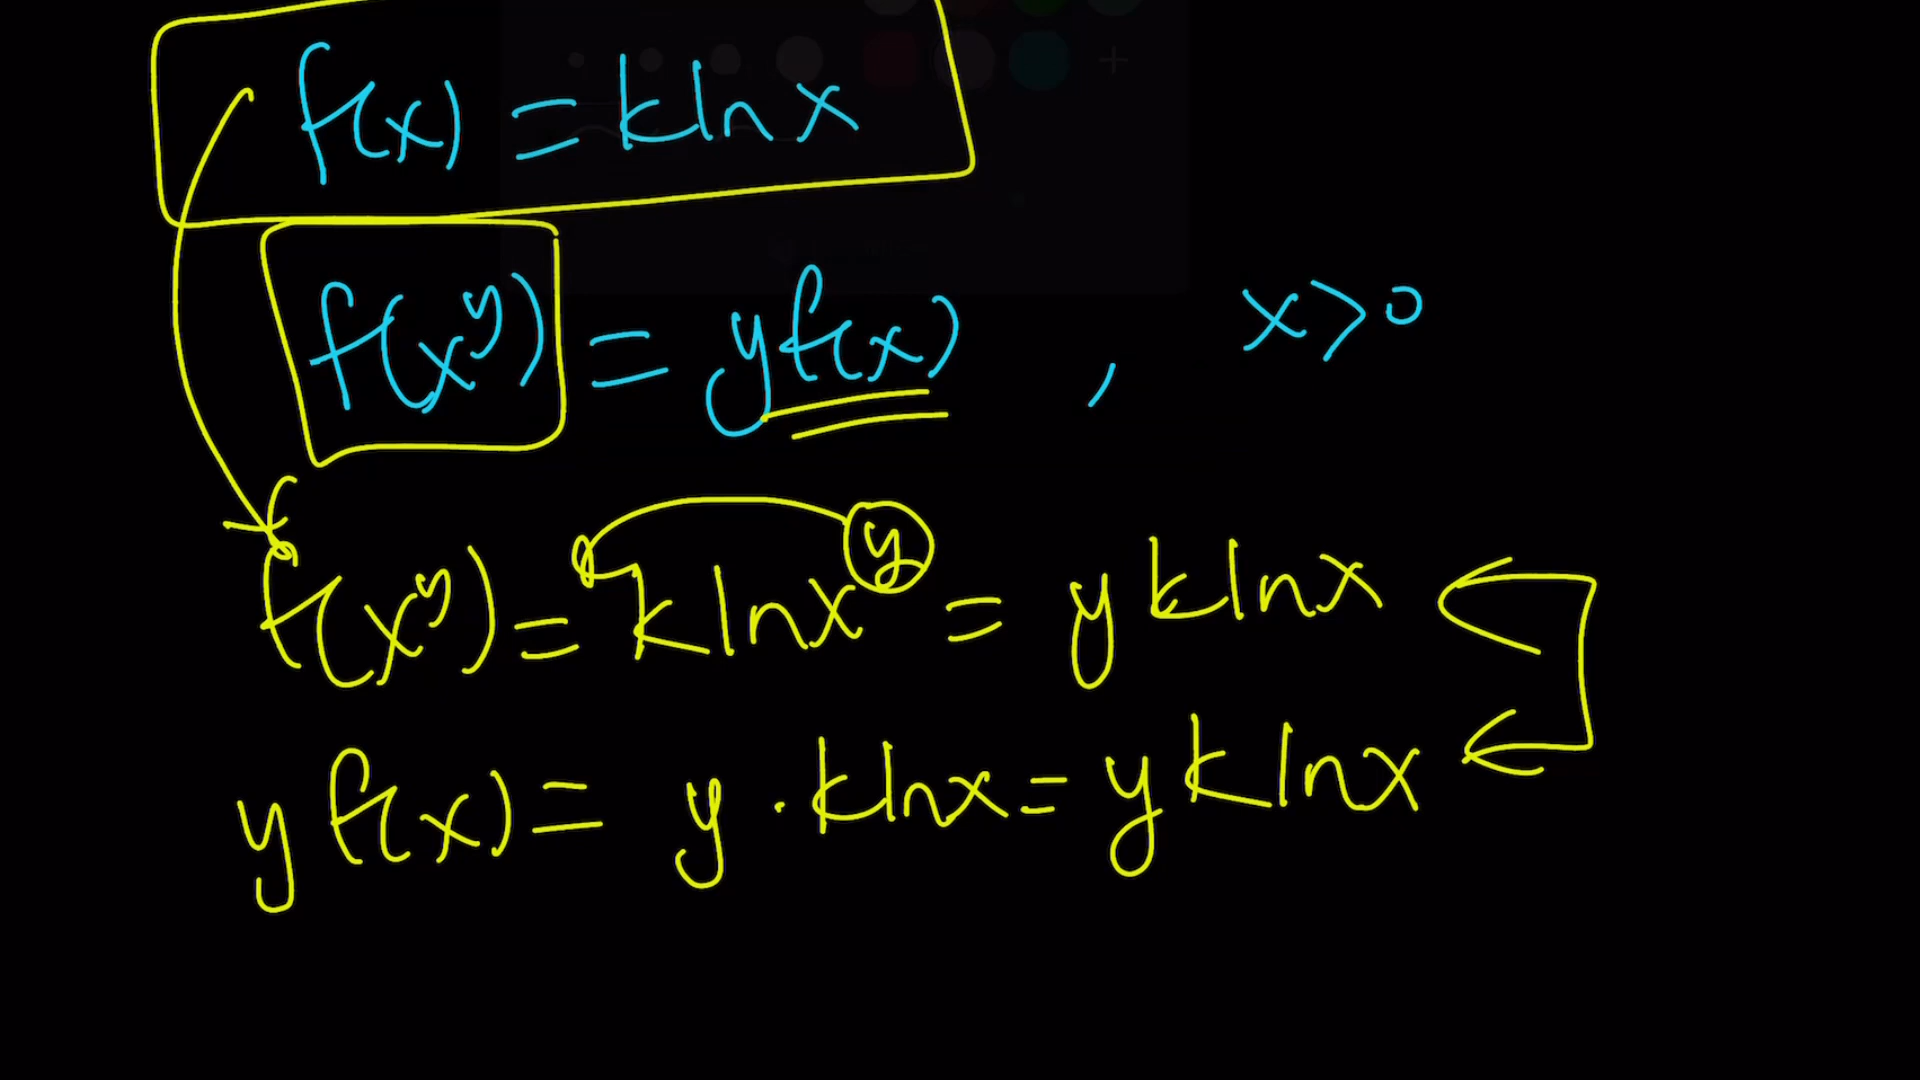 f(x) = k ln x
f(x^y) = y f(x) , x > 0
f(x^y) = k ln x^y = y k ln x
y f(x) = y · k ln x = y k ln x